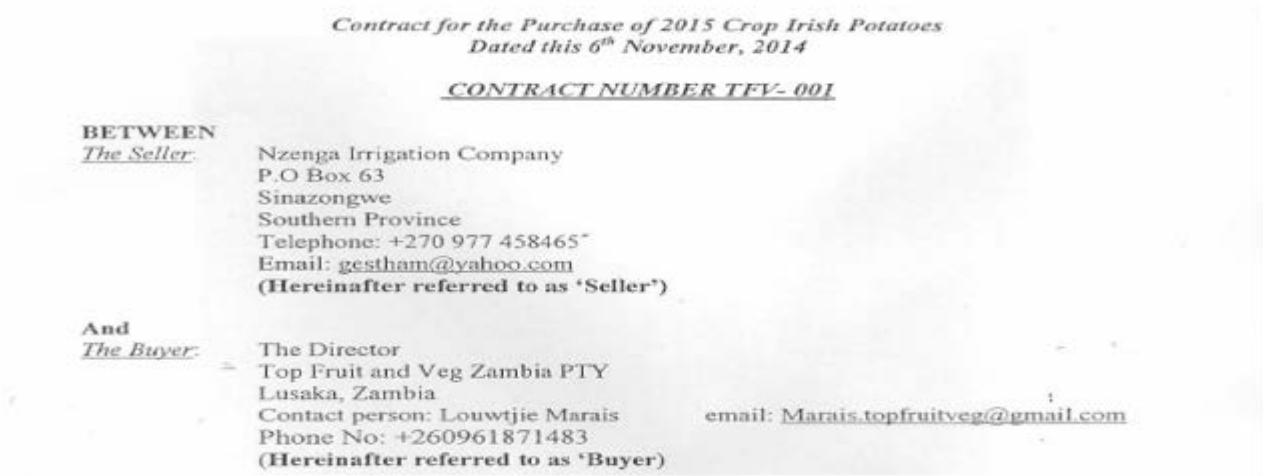 Contract for the Purchase of 2015 Crop Irish Potatoes
Dated this 6th November, 2014
CONTRACT NUMBER TFV- 001
BETWEEN
The Seller: Nzenga Irrigation Company
P.O Box 63
Sinazongwe
Southern Province
Telephone: +270 977 458465
Email: gestham@yahoo.com
(Hereinafter referred to as ‘Seller’)
And
The Buyer: The Director
Top Fruit and Veg Zambia PTY
Lusaka, Zambia
Contact person: Louwtjie Marais email: Marais.topfruitveg@gmail.com
Phone No: +260961871483
(Hereinafter referred to as ‘Buyer)